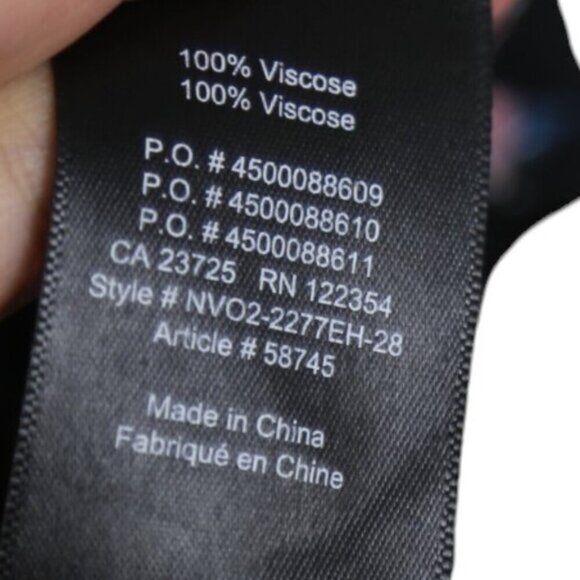 100% Viscose
100% Viscose
P.O. # 4500088609
P.O. # 4500088610
P.O. # 4500088611
CA 23725 RN 122354
Style # NVO2-2277EH-28
Article # 58745
Made in China
Fabriqué en Chine